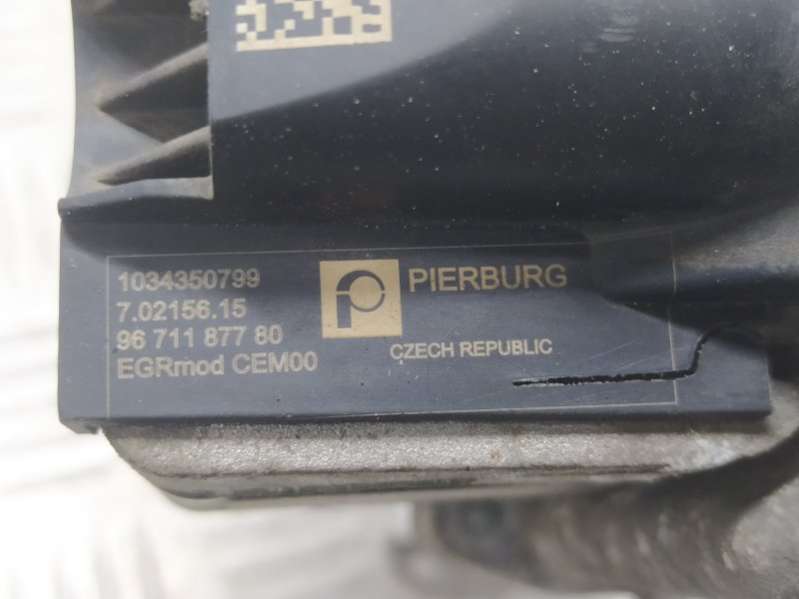 1034350799
7.02156.15
96 711 877 80
EGRmod CEM00
PIERBURG
CZECH REPUBLIC